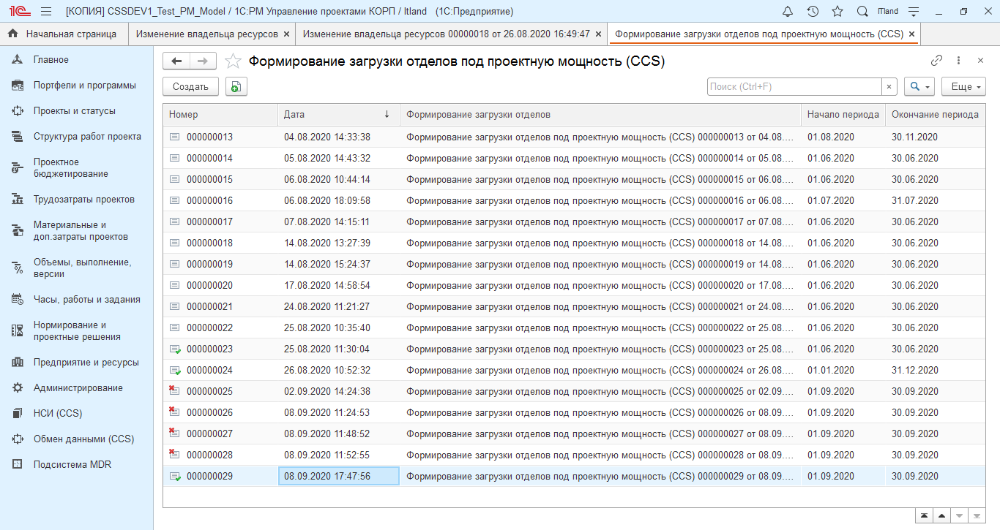 [КОПИЯ] CSSDEV1_Test_PM_Model / 1С:PM Управление проектами КОРП / Itland (1С:Предприятие)
ITland
Начальная страница
Изменение владельца ресурсов ×
Изменение владельца ресурсов 00000018 от 26.08.2020 16:49:47 ×
Формирование загрузки отделов под проектную мощность (CCS) ×
Главное
Портфели и программы
Проекты и статусы
Структура работ проекта
Проектное
бюджетирование
Трудозатраты проектов
Материальные и
доп.затраты проектов
Объемы, выполнение,
версии
Часы, работы и задания
Нормирование и
проектные решения
Предприятие и ресурсы
Администрирование
НСИ (CCS)
Обмен данными (CCS)
Подсистема MDR
Формирование загрузки отделов под проектную мощность (CCS)
Создать
Поиск (Ctrl+F) ×
Еще
Номер Дата ↓ Формирование загрузки отделов Начало периода Окончание периода
000000013 04.08.2020 14:33:38 Формирование загрузки отделов под проектную мощность (CCS) 000000013 от 04.08.... 01.08.2020 30.11.2020
000000014 05.08.2020 14:43:32 Формирование загрузки отделов под проектную мощность (CCS) 000000014 от 05.08.... 01.06.2020 30.06.2020
000000015 06.08.2020 10:44:14 Формирование загрузки отделов под проектную мощность (CCS) 000000015 от 06.08.... 01.06.2020 30.06.2020
000000016 06.08.2020 18:09:58 Формирование загрузки отделов под проектную мощность (CCS) 000000016 от 06.08.... 01.07.2020 31.07.2020
000000017 07.08.2020 14:15:11 Формирование загрузки отделов под проектную мощность (CCS) 000000017 от 07.08.... 01.06.2020 30.06.2020
000000018 14.08.2020 13:27:39 Формирование загрузки отделов под проектную мощность (CCS) 000000018 от 14.08.... 01.06.2020 30.06.2020
000000019 14.08.2020 15:24:37 Формирование загрузки отделов под проектную мощность (CCS) 000000019 от 14.08.... 01.06.2020 30.06.2020
000000020 17.08.2020 14:58:54 Формирование загрузки отделов под проектную мощность (CCS) 000000020 от 17.08.... 01.06.2020 30.06.2020
000000021 24.08.2020 11:21:27 Формирование загрузки отделов под проектную мощность (CCS) 000000021 от 24.08.... 01.06.2020 30.06.2020
000000022 25.08.2020 10:35:40 Формирование загрузки отделов под проектную мощность (CCS) 000000022 от 25.08.... 01.06.2020 30.06.2020
000000023 25.08.2020 11:30:04 Формирование загрузки отделов под проектную мощность (CCS) 000000023 от 25.08.... 01.06.2020 30.06.2020
000000024 26.08.2020 10:52:32 Формирование загрузки отделов под проектную мощность (CCS) 000000024 от 26.08.... 01.01.2020 31.12.2020
000000025 02.09.2020 14:24:38 Формирование загрузки отделов под проектную мощность (CCS) 000000025 от 02.09.... 01.09.2020 30.09.2020
000000026 08.09.2020 11:24:53 Формирование загрузки отделов под проектную мощность (CCS) 000000026 от 08.09.... 01.09.2020 30.09.2020
000000027 08.09.2020 11:48:52 Формирование загрузки отделов под проектную мощность (CCS) 000000027 от 08.09.... 01.09.2020 30.09.2020
000000028 08.09.2020 11:52:55 Формирование загрузки отделов под проектную мощность (CCS) 000000028 от 08.09.... 01.09.2020 30.09.2020
000000029 08.09.2020 17:47:56 Формирование загрузки отделов под проектную мощность (CCS) 000000029 от 08.09.... 01.09.2020 30.09.2020